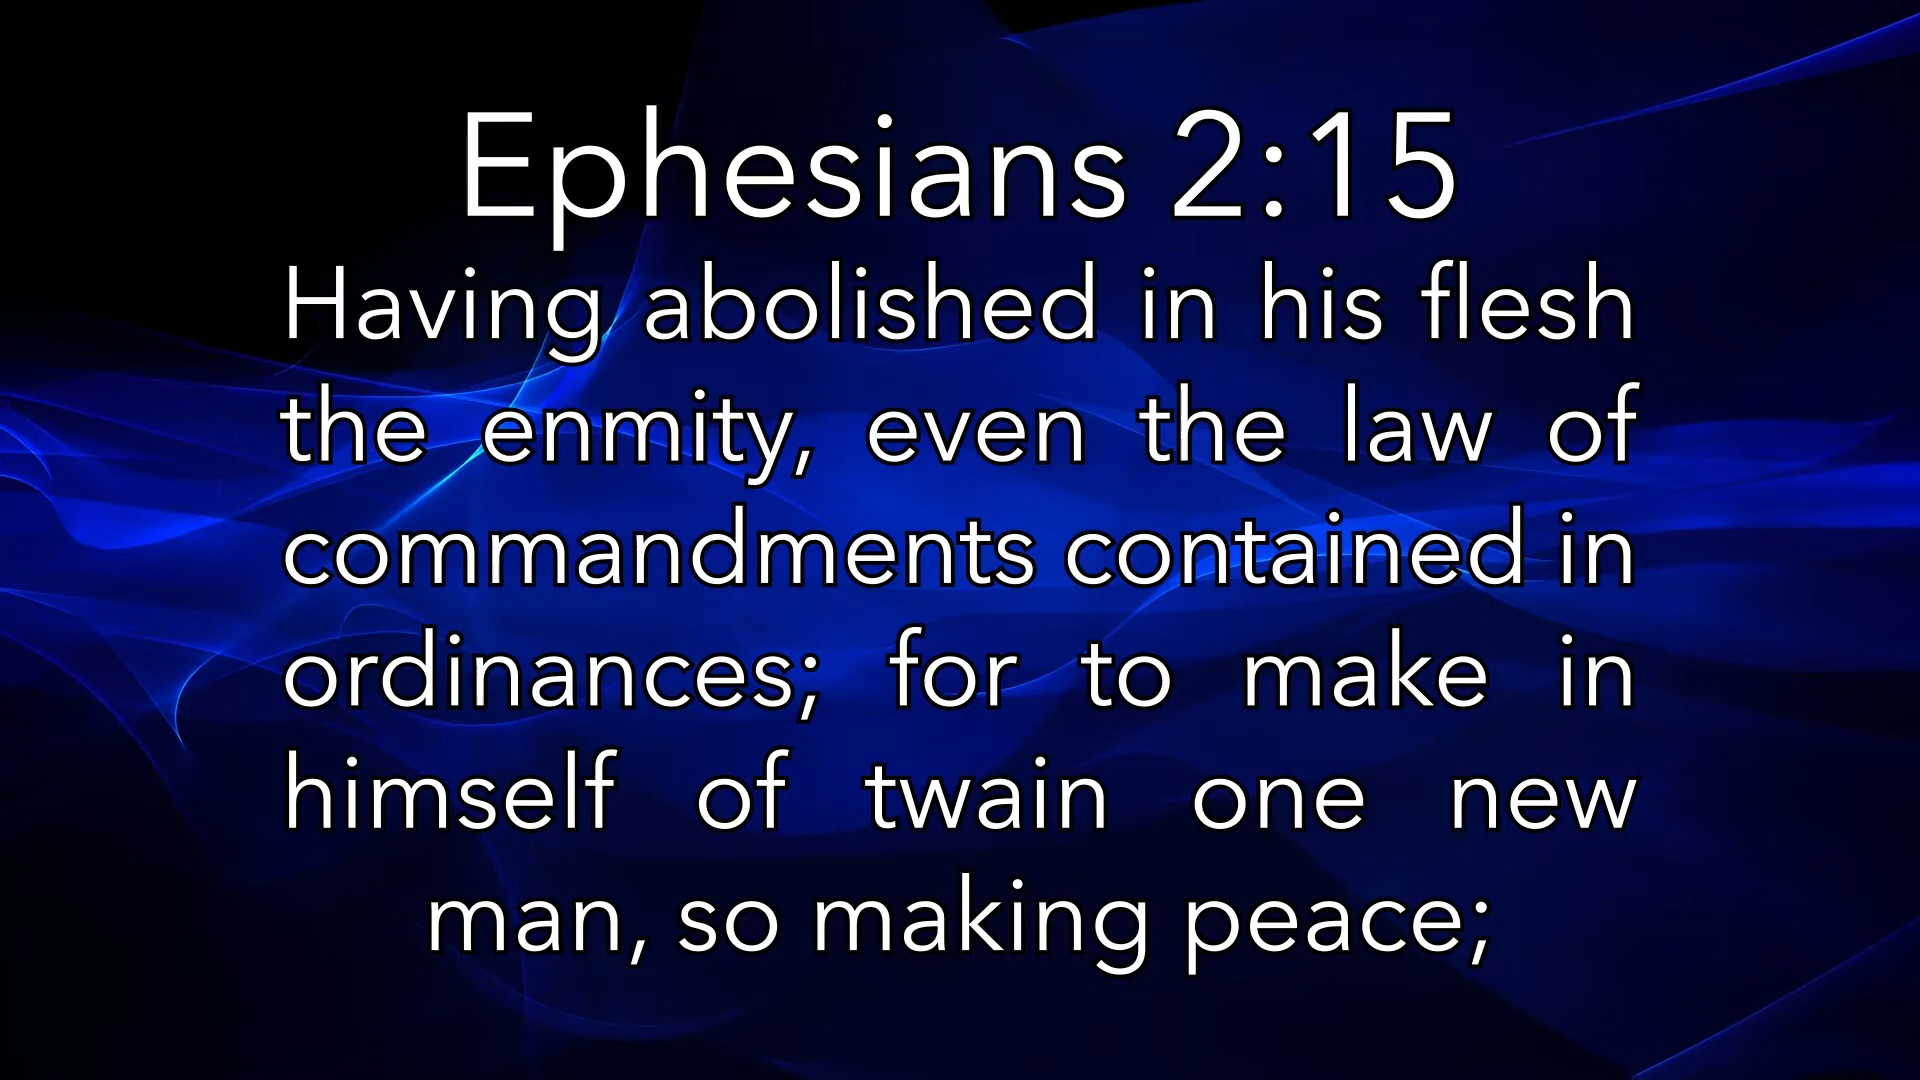 Ephesians 2:15
Having abolished in his flesh
the enmity, even the law of
commandments contained in
ordinances; for to make in
himself of twain one new
man, so making peace;